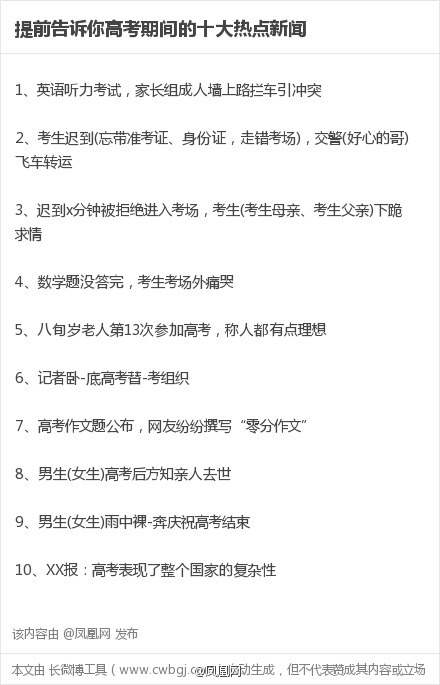 提前告诉你高考期间的十大热点新闻
1、英语听力考试，家长组成人墙上路拦车引冲突
2、考生迟到(忘带准考证、身份证，走错考场)，交警(好心的哥)
飞车转运
3、迟到x分钟被拒绝进入考场，考生(考生母亲、考生父亲)下跪
求情
4、数学题没答完，考生考场外痛哭
5、八旬岁老人第13次参加高考，称人都有点理想
6、记者卧-底高考替-考组织
7、高考作文题公布，网友纷纷撰写“零分作文”
8、男生(女生)高考后方知亲人去世
9、男生(女生)雨中裸-奔庆祝高考结束
10、XX报：高考表现了整个国家的复杂性
该内容由 @凤凰网 发布
本文由 长微博工具（www.cwbgj.c 动生成，但不代表赞成其内容或立场
@凤凰网